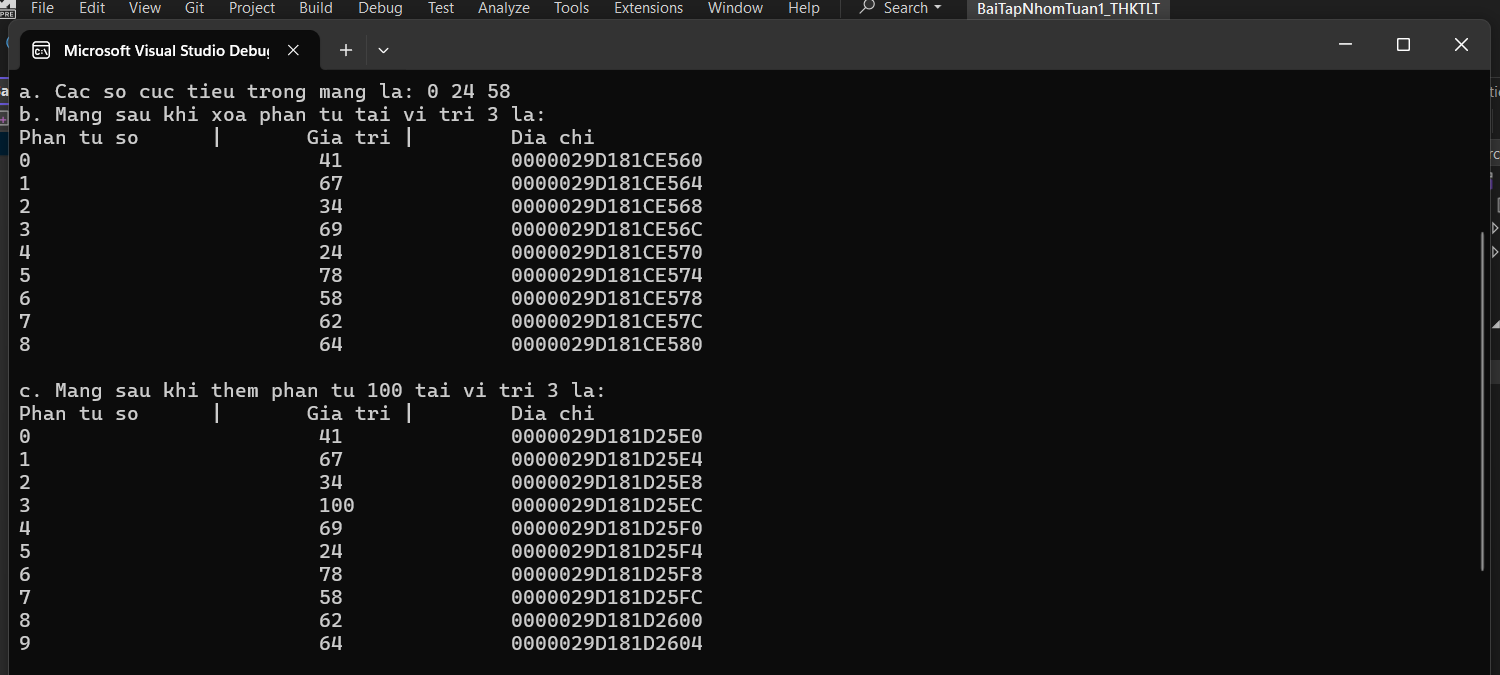 File Edit View Git Project Build Debug Test Analyze Tools Extensions Window Help Search BaiTapNhomTuan1_THKTLT
PRE
Microsoft Visual Studio Debug
a. Cac so cuc tieu trong mang la: 0 24 58
b. Mang sau khi xoa phan tu tai vi tri 3 la:
Phan tu so | Gia tri | Dia chi
0 41 0000029D181CE560
1 67 0000029D181CE564
2 34 0000029D181CE568
3 69 0000029D181CE56C
4 24 0000029D181CE570
5 78 0000029D181CE574
6 58 0000029D181CE578
7 62 0000029D181CE57C
8 64 0000029D181CE580
c. Mang sau khi them phan tu 100 tai vi tri 3 la:
Phan tu so | Gia tri | Dia chi
0 41 0000029D181D25E0
1 67 0000029D181D25E4
2 34 0000029D181D25E8
3 100 0000029D181D25EC
4 69 0000029D181D25F0
5 24 0000029D181D25F4
6 78 0000029D181D25F8
7 58 0000029D181D25FC
8 62 0000029D181D2600
9 64 0000029D181D2604